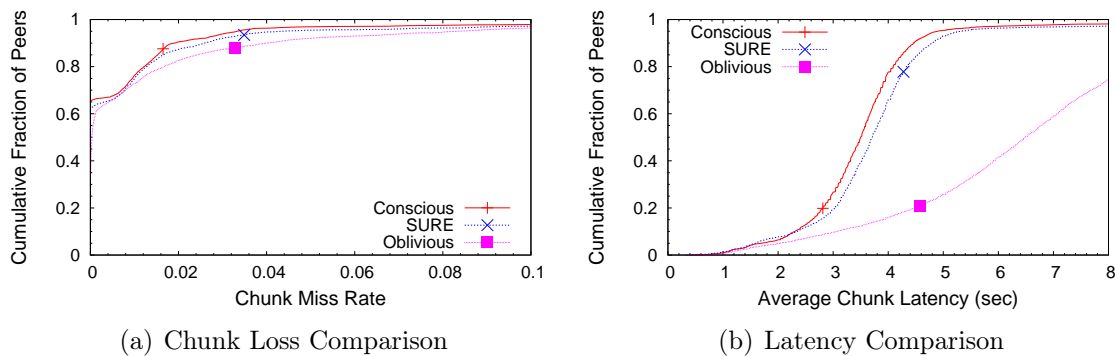 Cumulative Fraction of Peers
1
0.8
0.6
0.4
0.2
0
0
0.02
0.04
0.06
0.08
0.1
Chunk Miss Rate
Conscious
SURE
Oblivious
(a) Chunk Loss Comparison
Cumulative Fraction of Peers
1
0.8
0.6
0.4
0.2
0
0
1
2
3
4
5
6
7
8
Average Chunk Latency (sec)
Conscious
SURE
Oblivious
(b) Latency Comparison